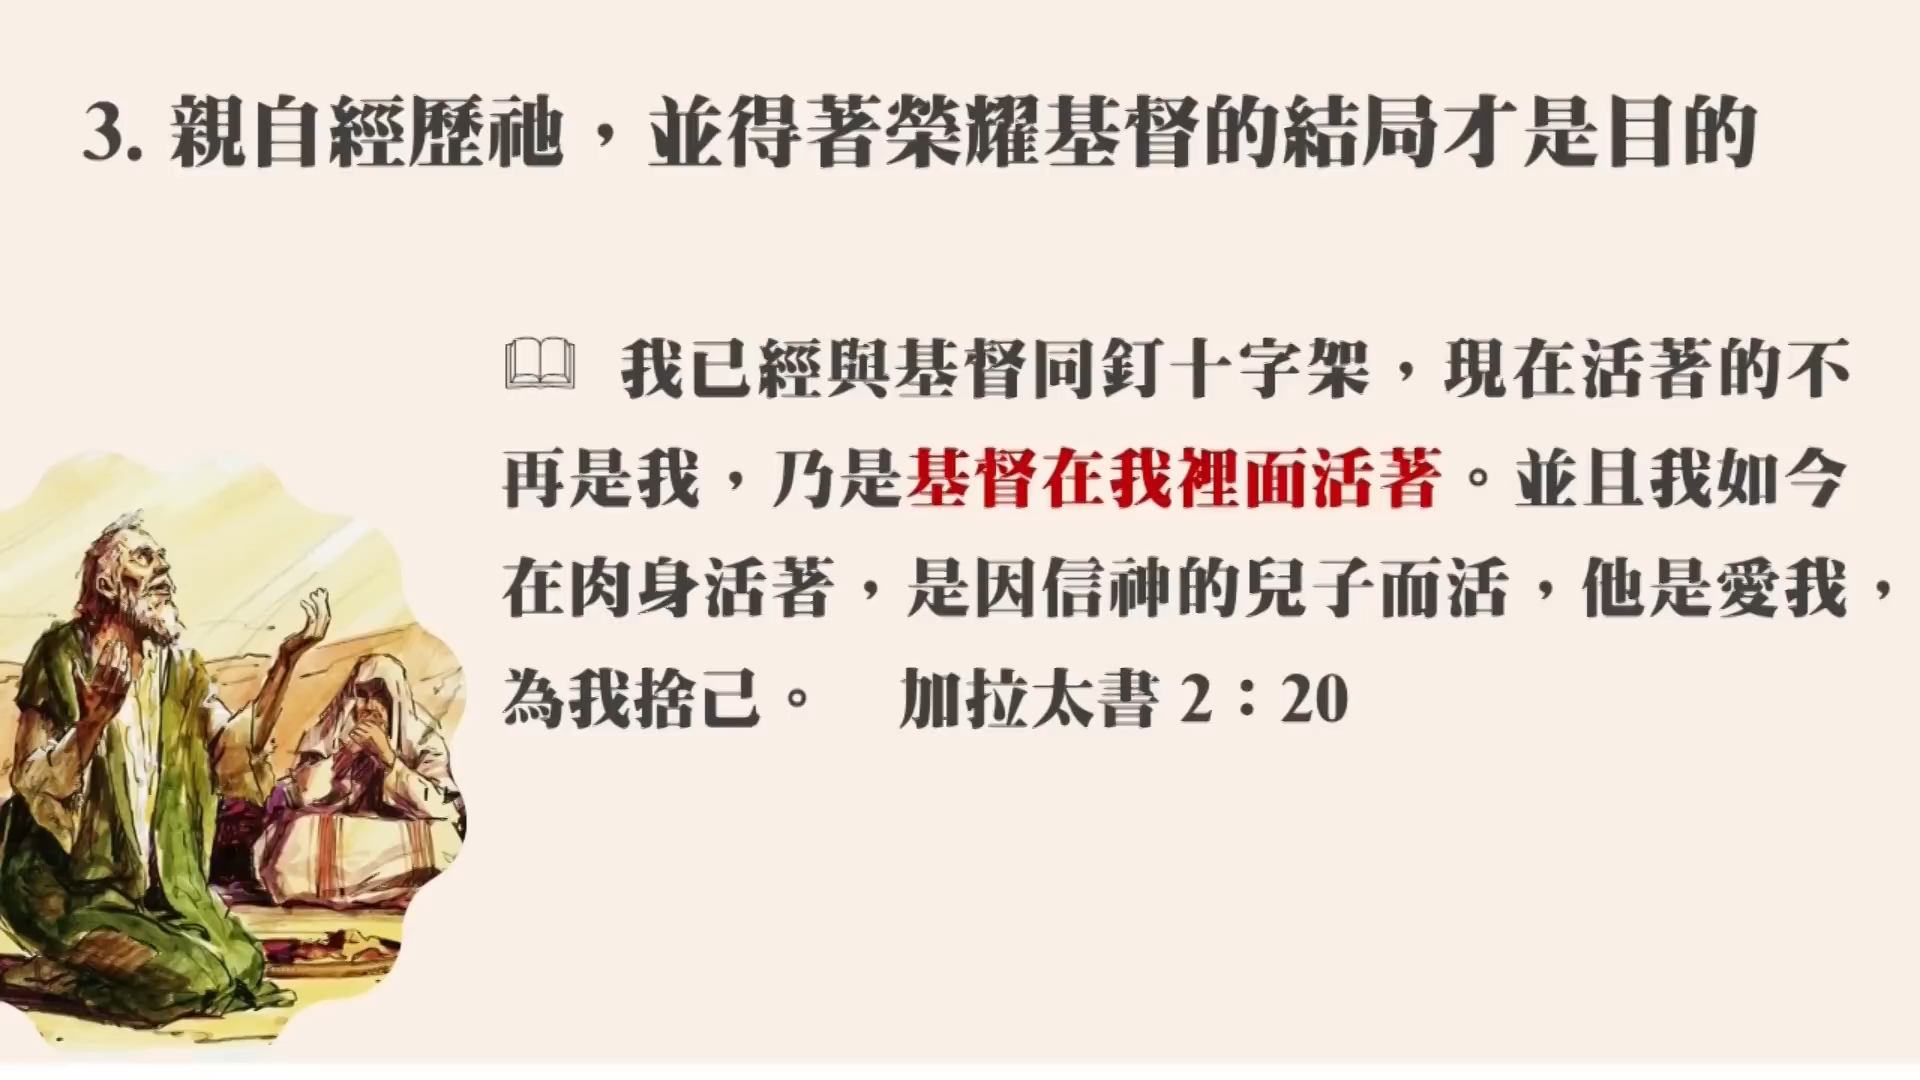 3. 親自經歷祂，並得著榮耀基督的結局才是目的
我已經與基督同釘十字架，現在活著的不
再是我，乃是基督在我裡面活著。並且我如今
在肉身活著，是因信神的兒子而活，他是愛我，
為我捨己。 加拉太書 2：20